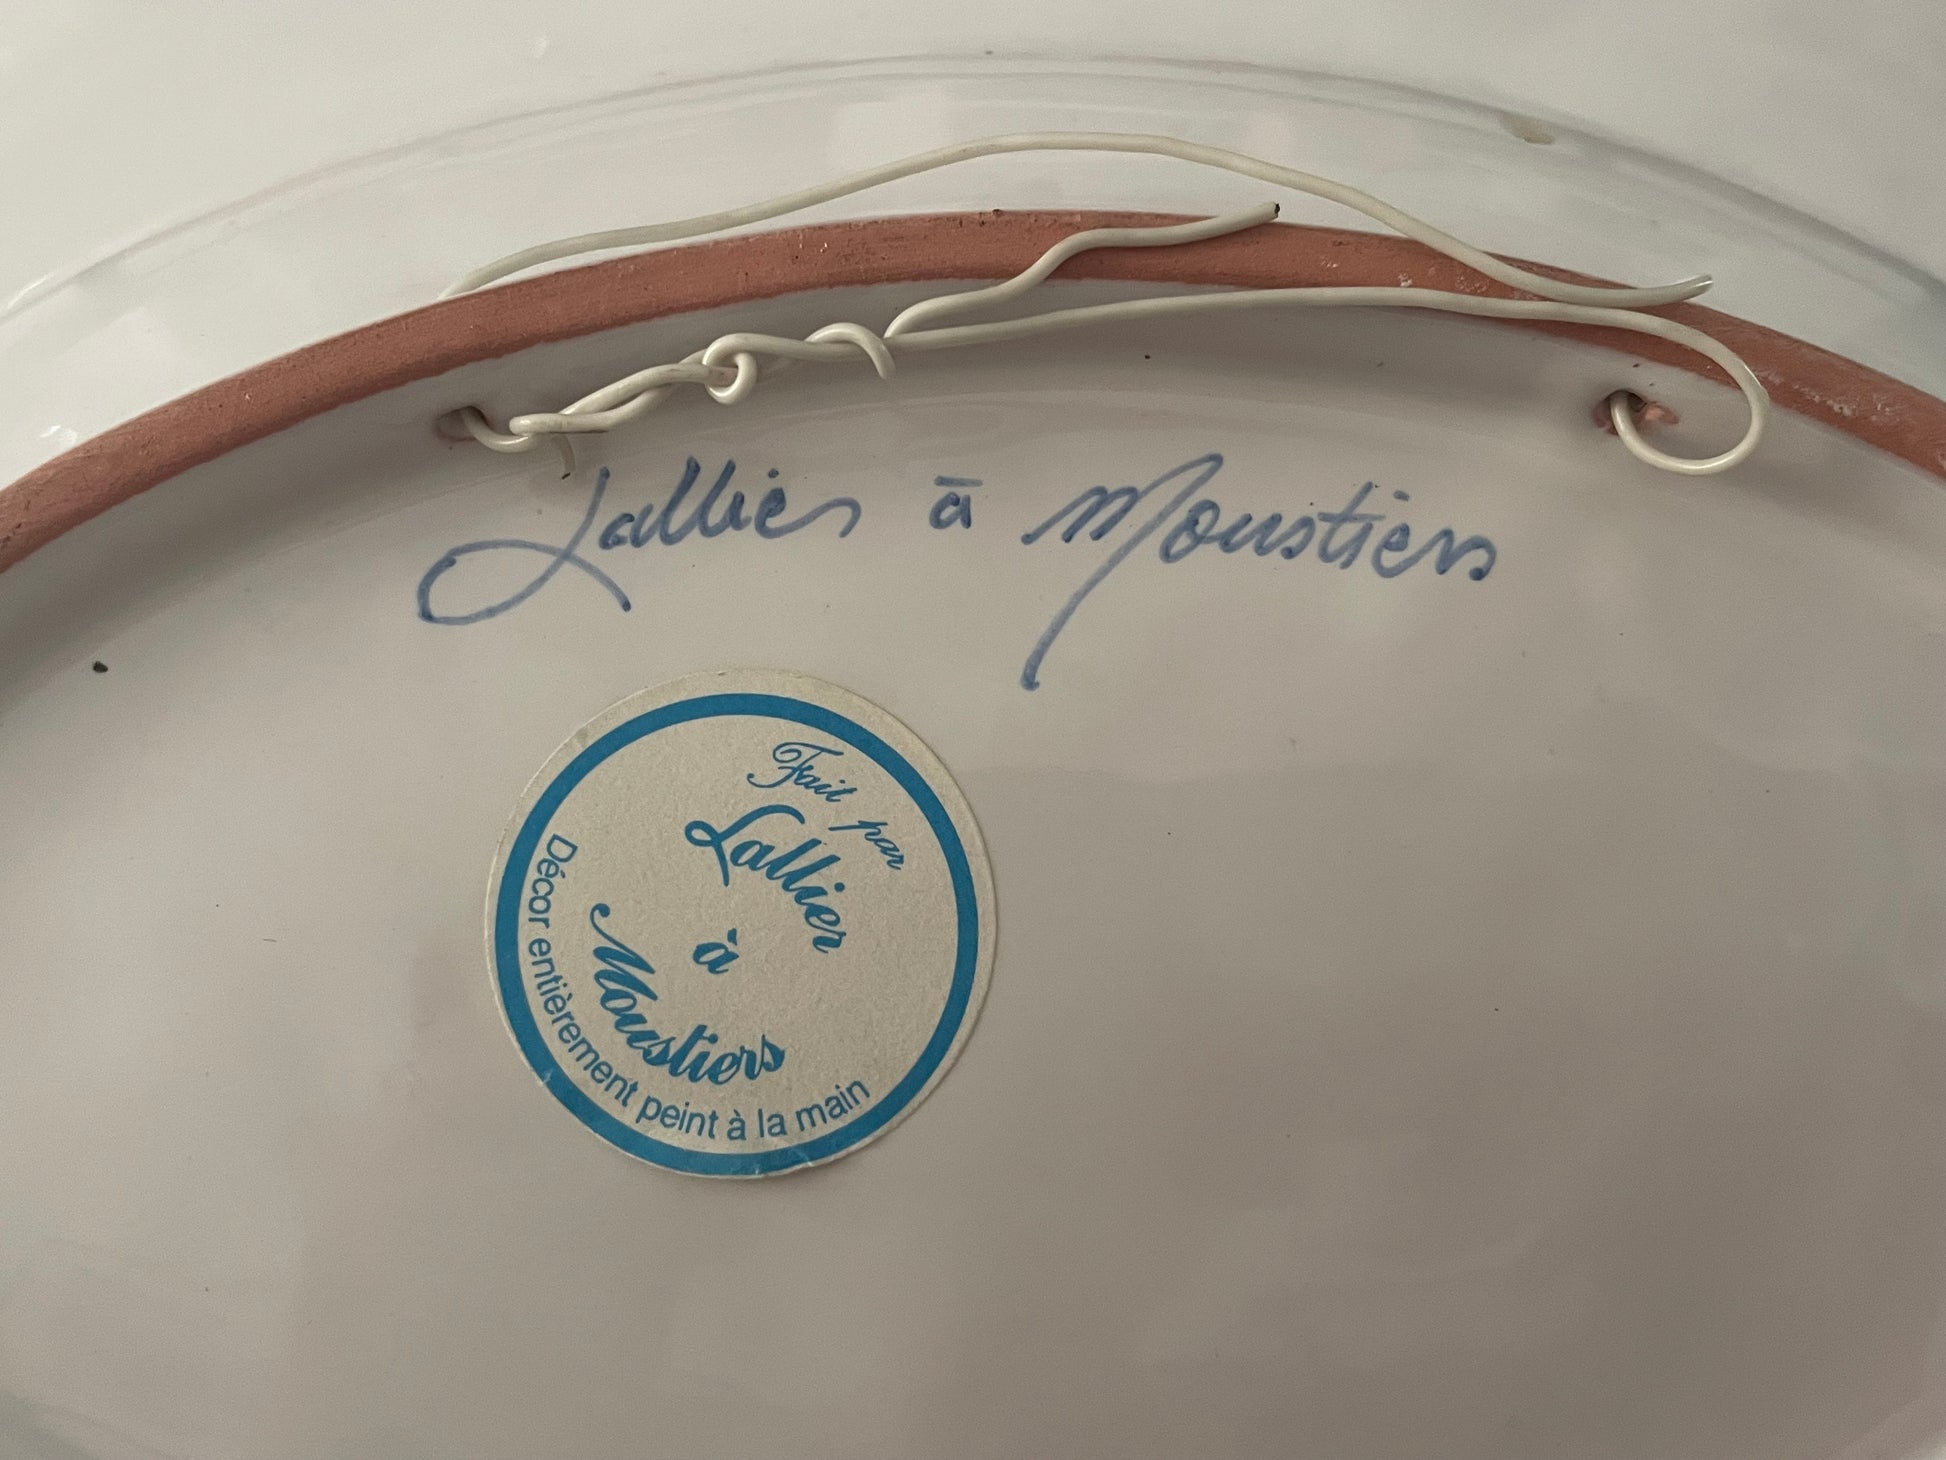 Lallier à Moustiers
Fait par
Lallier
à
Moustiers
Décor entièrement peint à la main